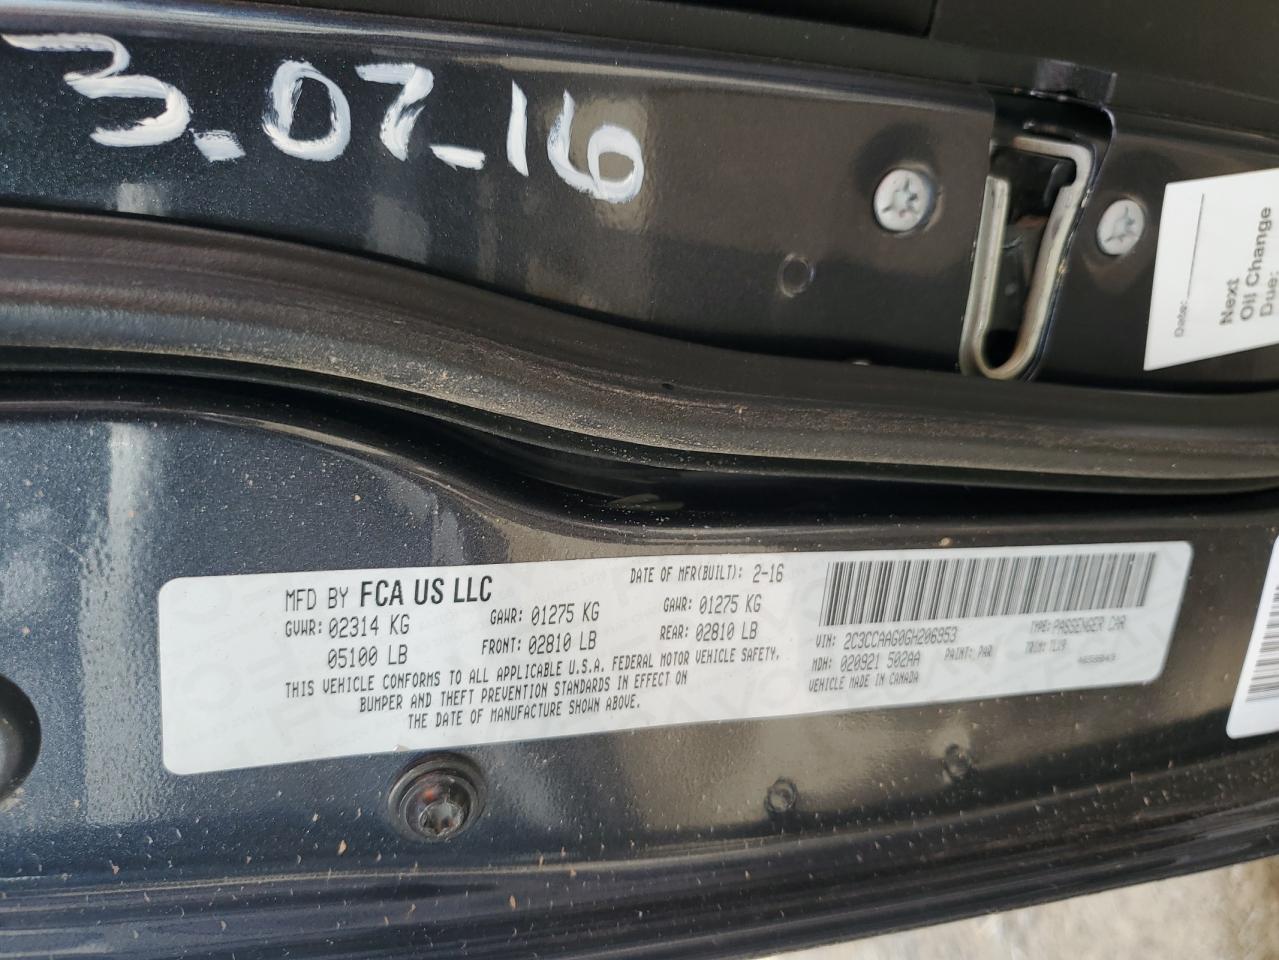 3.07-16
Date:
Next
Oil Change
Due:
MFD BY FCA US LLC
DATE OF MFR(BUILT): 2-16
GVWR: 02314 KG
GAWR: 01275 KG
GAWR: 01275 KG
05100 LB
FRONT: 02810 LB
REAR: 02810 LB
THIS VEHICLE CONFORMS TO ALL APPLICABLE U.S.A. FEDERAL MOTOR VEHICLE SAFETY,
BUMPER AND THEFT PREVENTION STANDARDS IN EFFECT ON
THE DATE OF MANUFACTURE SHOWN ABOVE.
VIN: 2C3CCAAG0GH206953
TYPE: PASSENGER CAR
MDH: 020921 502AA
PAINT: PAR
TRIM: TLX9
VEHICLE MADE IN CANADA